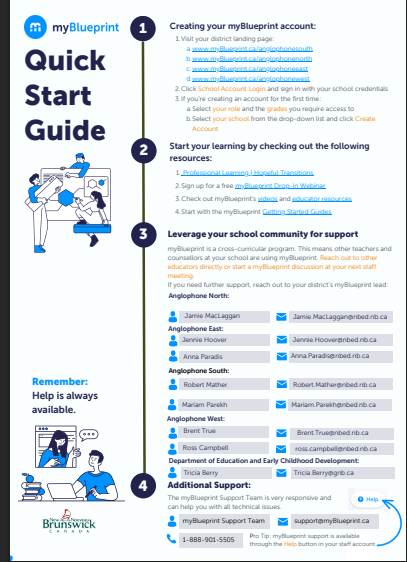 myBlueprint
Quick
Start
Guide
1
Creating your myBlueprint account:
1. Visit your district landing page:
a. www.myBlueprint.ca/anglophonesouth
b. www.myBlueprint.ca/anglophonenorth
c. www.myBlueprint.ca/anglophoneeast
d. www.myBlueprint.ca/anglophonewest
2. Click School Account Login and sign in with your school credentials
3. If you're creating an account for the first time:
a. Select your role and the grades you require access to
b. Select your school from the drop-down list and click Create
Account
2
Start your learning by checking out the following
resources:
1. Professional Learning | Hopeful Transitions
2. Sign up for a free myBlueprint Drop-in Webinar
3. Check out myBlueprint's videos and educator resources
4. Start with the myBlueprint Getting Started Guides
3
Leverage your school community for support
myBlueprint is a cross-curricular program. This means other teachers and
counsellors at your school are using myBlueprint. Reach out to other
educators directly or start a myBlueprint discussion at your next staff
meeting.
If you need further support, reach out to your district's myBlueprint lead:
Anglophone North:
Jamie MacLaggan Jamie.MacLaggan@nbed.nb.ca
Anglophone East:
Jennie Hoover Jennie.Hoover@nbed.nb.ca
Anna Paradis Anna.Paradis@nbed.nb.ca
Anglophone South:
Robert Mather Robert.Mather@nbed.nb.ca
Mariam Parekh Mariam.Parekh@nbed.nb.ca
Anglophone West:
Brent True Brent.True@nbed.nb.ca
Ross Campbell ross.campbell@nbed.nb.ca
Department of Education and Early Childhood Development:
Tricia Berry Tricia.Berry@gnb.ca
Remember:
Help is always
available.
4
Additional Support:
The myBlueprint Support Team is very responsive and
can help you with all technical issues.
Help
myBlueprint Support Team support@myBlueprint.ca
1-888-901-5505
Pro Tip: myBlueprint support is available
through the Help button in your staff account
New Nouveau
Brunswick
CANADA